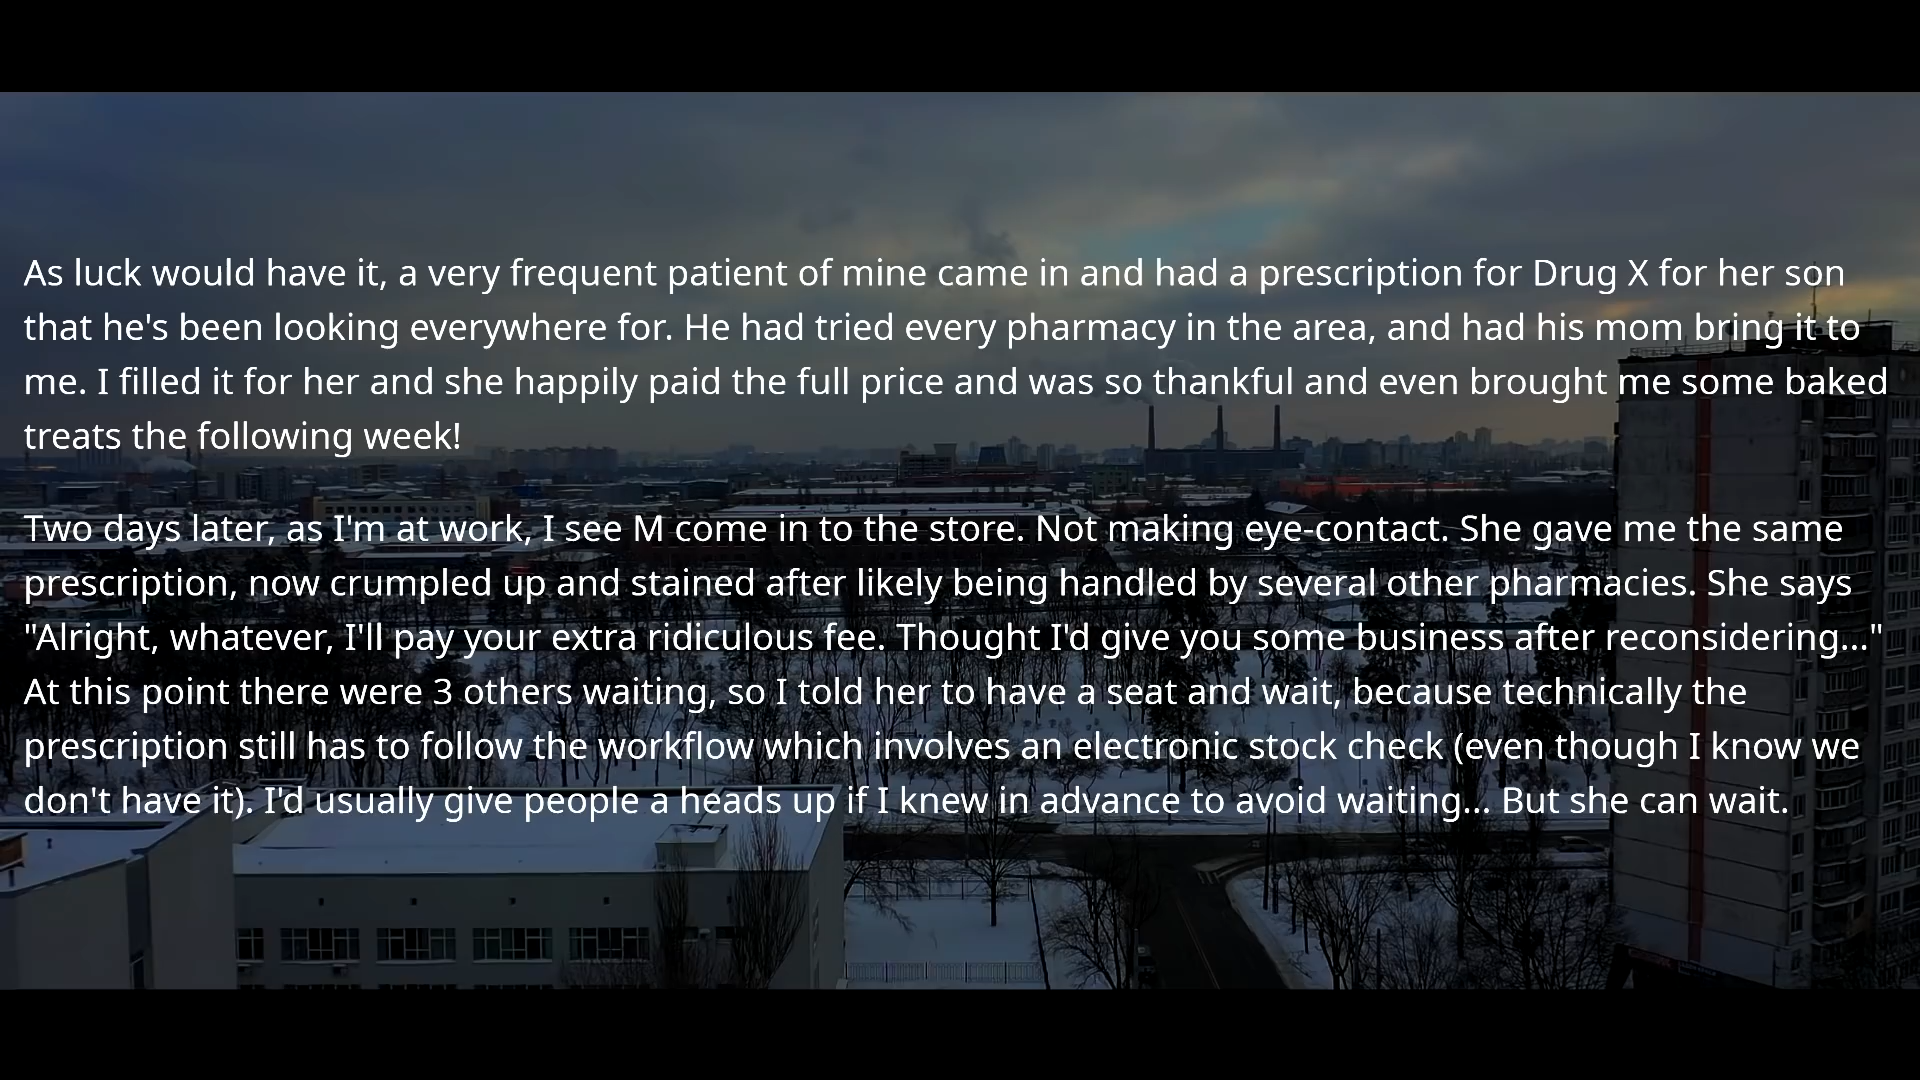 As luck would have it, a very frequent patient of mine came in and had a prescription for Drug X for her son
that he's been looking everywhere for. He had tried every pharmacy in the area, and had his mom bring it to
me. I filled it for her and she happily paid the full price and was so thankful and even brought me some baked
treats the following week!
Two days later, as I'm at work, I see M come in to the store. Not making eye-contact. She gave me the same
prescription, now crumpled up and stained after likely being handled by several other pharmacies. She says
"Alright, whatever, I'll pay your extra ridiculous fee. Thought I'd give you some business after reconsidering..."
At this point there were 3 others waiting, so I told her to have a seat and wait, because technically the
prescription still has to follow the workflow which involves an electronic stock check (even though I know we
don't have it). I'd usually give people a heads up if I knew in advance to avoid waiting... But she can wait.